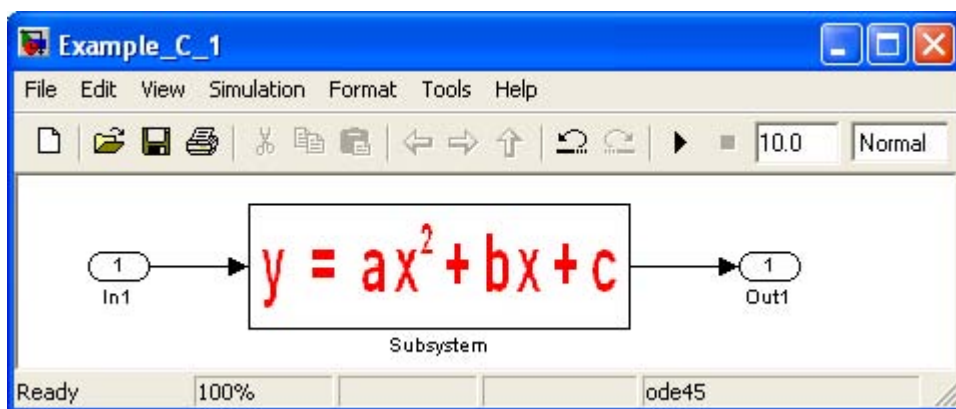 Example_C_1
File Edit View Simulation Format Tools Help
10.0 Normal
y = ax² + bx + c
1
In1
1
Out1
Subsystem
Ready 100% ode45